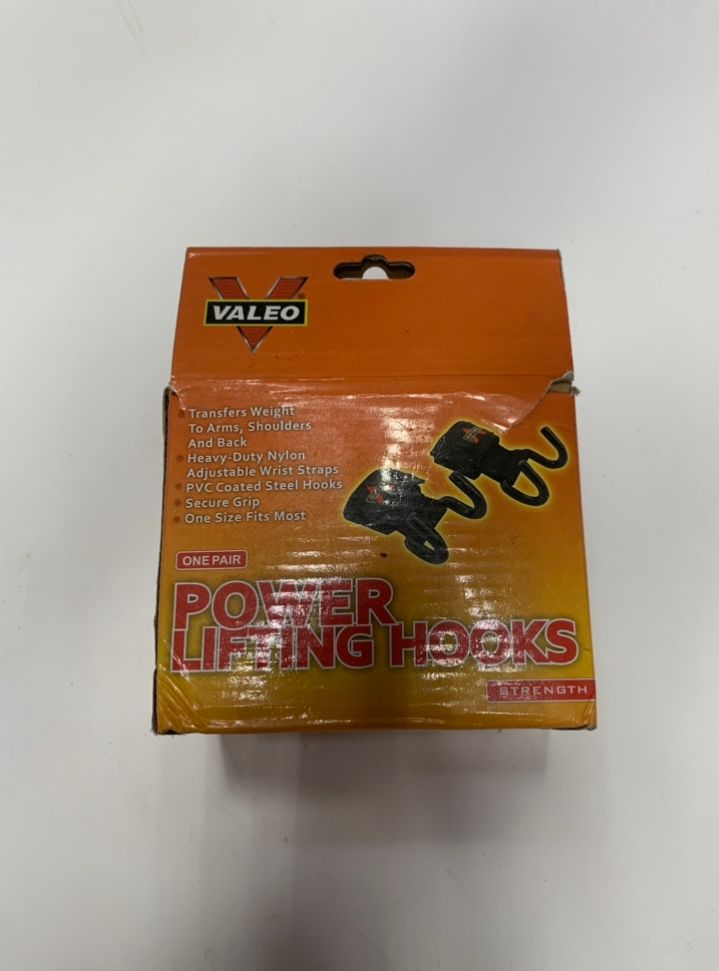 VALEO
Transfers Weight
To Arms, Shoulders
And Back
Heavy-Duty Nylon
Adjustable Wrist Straps
PVC Coated Steel Hooks
Secure Grip
One Size Fits Most
ONE PAIR
POWER
LIFTING HOOKS
STRENGTH